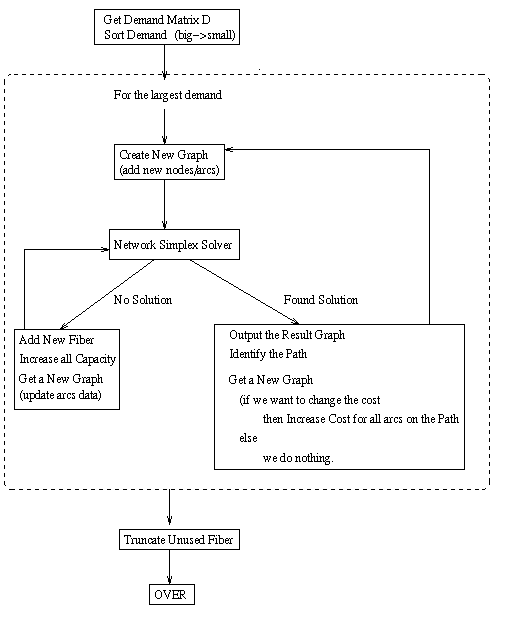 Get Demand Matrix D
Sort Demand (big->small)
For the largest demand
Create New Graph
(add new nodes/arcs)
Network Simplex Solver
No Solution
Found Solution
Add New Fiber
Increase all Capacity
Get a New Graph
(update arcs data)
Output the Result Graph
Identify the Path
Get a New Graph
(if we want to change the cost
then Increase Cost for all arcs on the Path
else
we do nothing.
Truncate Unused Fiber
OVER